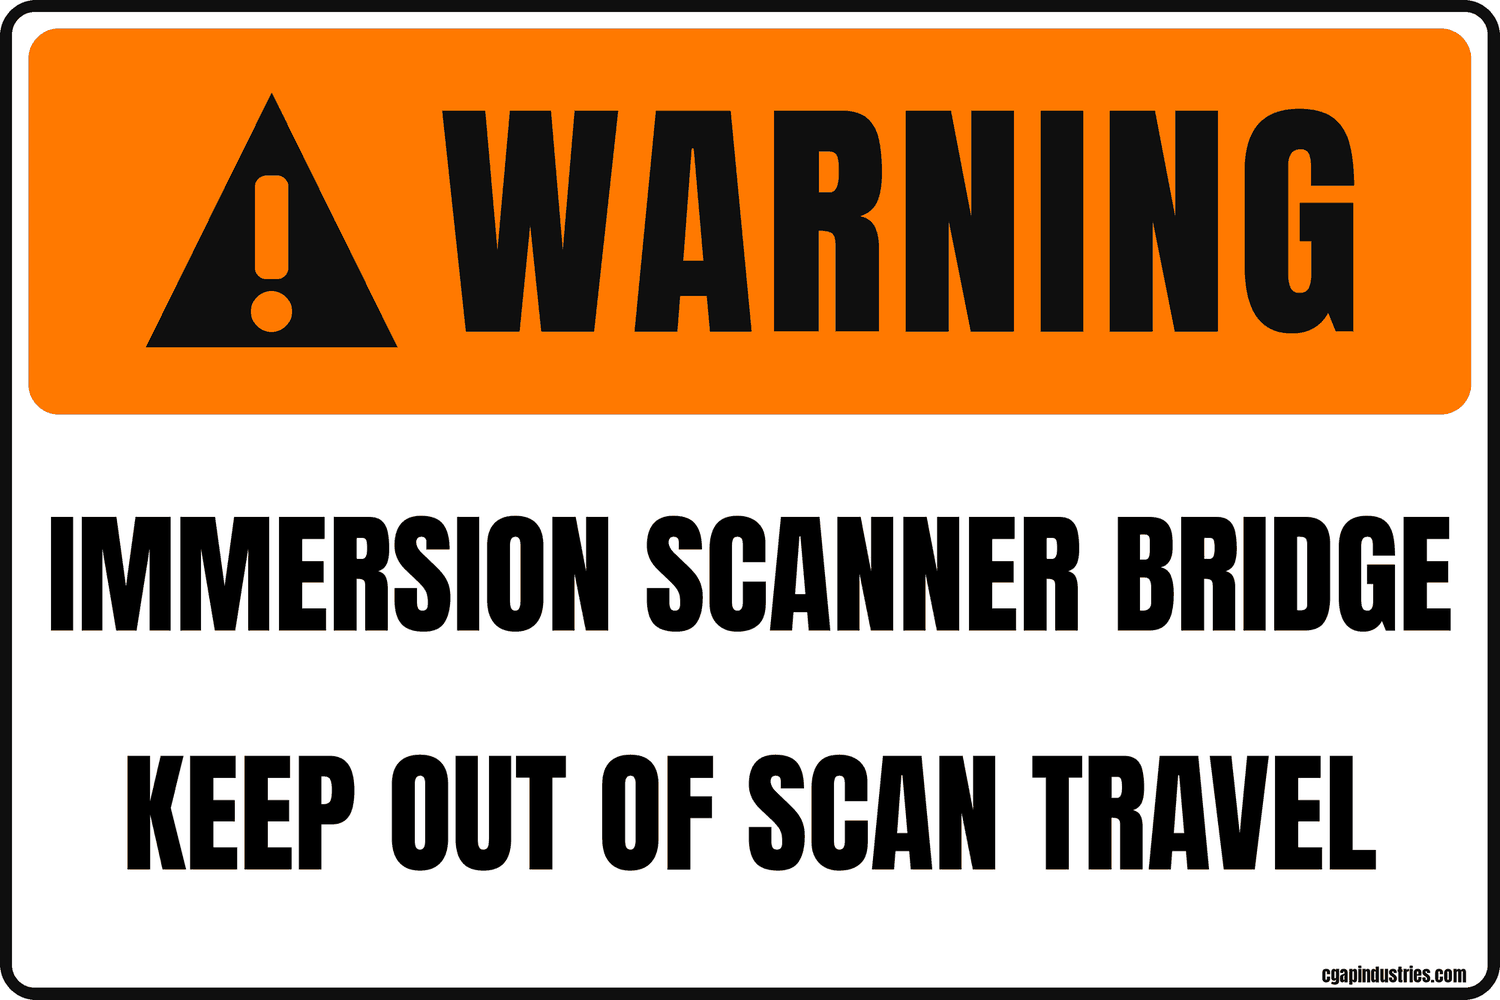 WARNING
IMMERSION SCANNER BRIDGE
KEEP OUT OF SCAN TRAVEL
cgapindustries.com